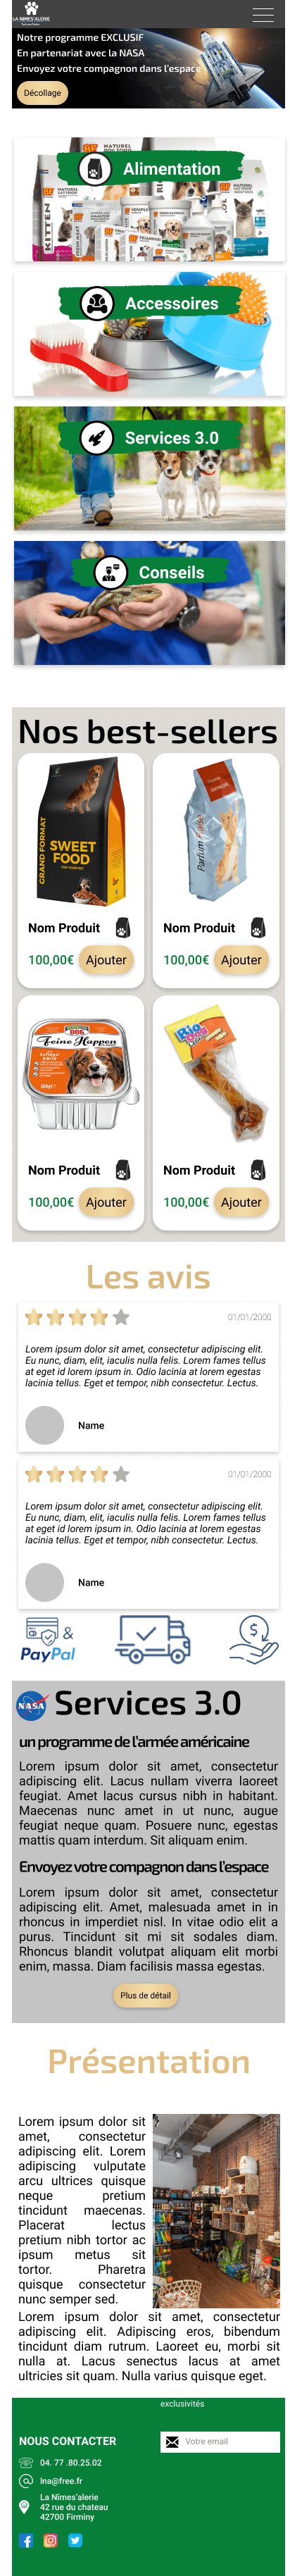 LA NÎMES'ALERIE
Notre programme EXCLUSIF
En partenariat avec la NASA
Envoyez votre compagnon dans l'espace
Décollage
Alimentation
KITTEN
Accessoires
Services 3.0
Conseils
Nos best-sellers
GRAND FORMAT
SWEET
FOOD
FOR YOUR PET
Nom Produit
100,00€ Ajouter
Parfum
Nom Produit
100,00€ Ajouter
DOG
Feine Happen
Nom Produit
100,00€ Ajouter
Rio
Dog
Nom Produit
100,00€ Ajouter
Les avis
01/01/2000
Lorem ipsum dolor sit amet, consectetur adipiscing elit.
Eu nunc, diam, elit, iaculis nulla felis. Lorem fames tellus
at eget id lorem ipsum in. Odio lacinia at lorem egestas
lacinia tellus. Eget et tempor, nibh consectetur. Lectus.
Name
01/01/2000
Lorem ipsum dolor sit amet, consectetur adipiscing elit.
Eu nunc, diam, elit, iaculis nulla felis. Lorem fames tellus
at eget id lorem ipsum in. Odio lacinia at lorem egestas
lacinia tellus. Eget et tempor, nibh consectetur. Lectus.
Name
&
PayPal
$
NASA
Services 3.0
un programme de l'armée américaine
Lorem ipsum dolor sit amet, consectetur
adipiscing elit. Lacus nullam viverra laoreet
feugiat. Amet lacus cursus nibh in habitant.
Maecenas nunc amet in ut nunc, augue
feugiat neque quam. Posuere nunc, egestas
mattis quam interdum. Sit aliquam enim.
Envoyez votre compagnon dans l'espace
Lorem ipsum dolor sit amet, consectetur
adipiscing elit. Amet, malesuada amet in in
rhoncus in imperdiet nisl. In vitae odio elit a
purus. Tincidunt sit mi sit sodales diam.
Rhoncus blandit volutpat aliquam elit morbi
enim, massa. Diam facilisis massa egestas.
Plus de détail
Présentation
Lorem ipsum dolor sit
amet, consectetur
adipiscing elit. Lorem
adipiscing vulputate
arcu ultrices quisque
neque pretium
tincidunt maecenas.
Placerat lectus
pretium nibh tortor ac
ipsum metus sit
tortor. Pharetra
quisque consectetur
nunc semper sed.
Lorem ipsum dolor sit amet, consectetur
adipiscing elit. Adipiscing eros, bibendum
tincidunt diam rutrum. Laoreet eu, morbi sit
nulla at. Lacus senectus lacus at amet
ultricies sit quam. Nulla varius quisque eget.
exclusivités
NOUS CONTACTER
Votre email
04. 77 .80.25.02
lna@free.fr
La Nîmes'alerie
42 rue du chateau
42700 Firminy